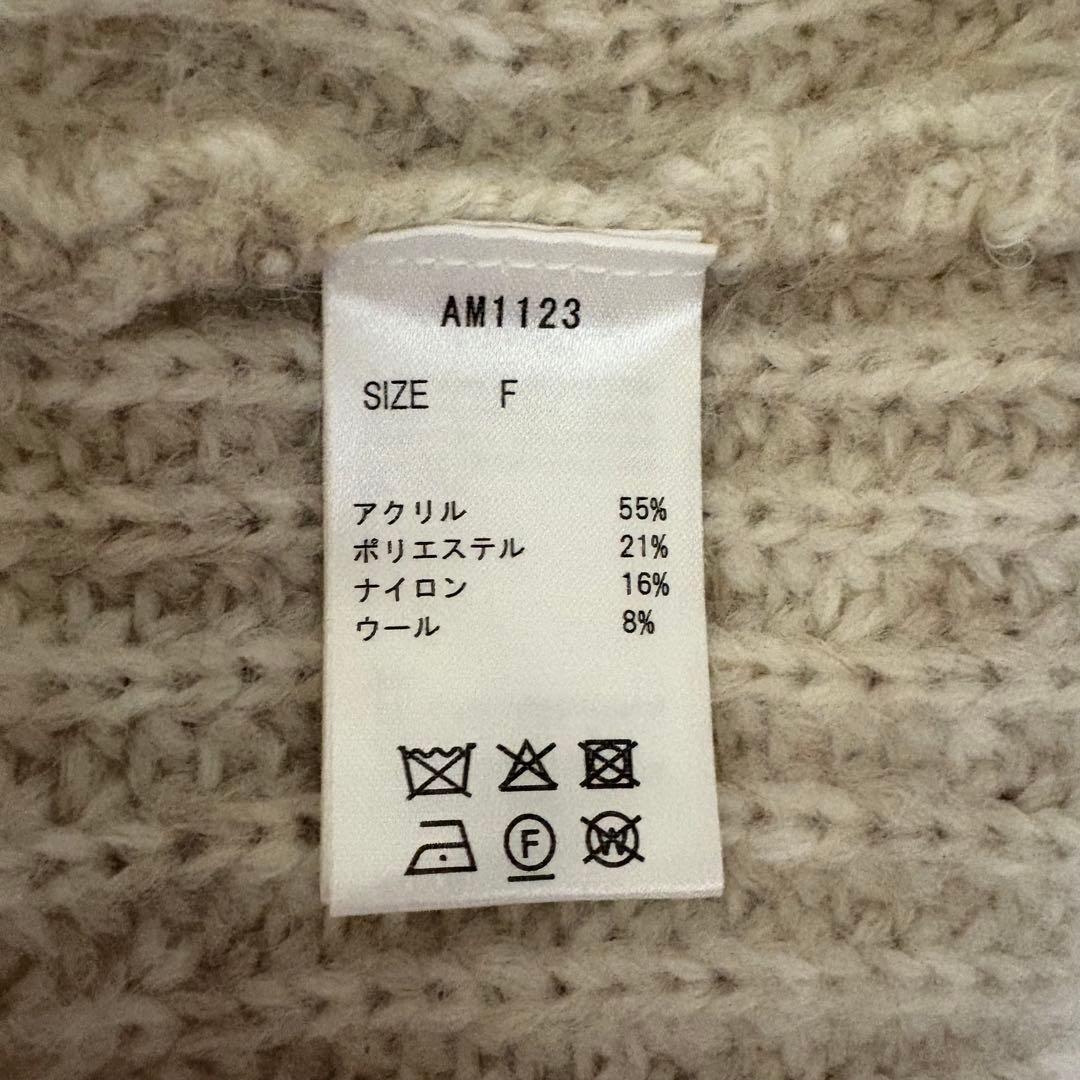 AM1123
SIZE F
アクリル 55%
ポリエステル 21%
ナイロン 16%
ウール 8%
F W